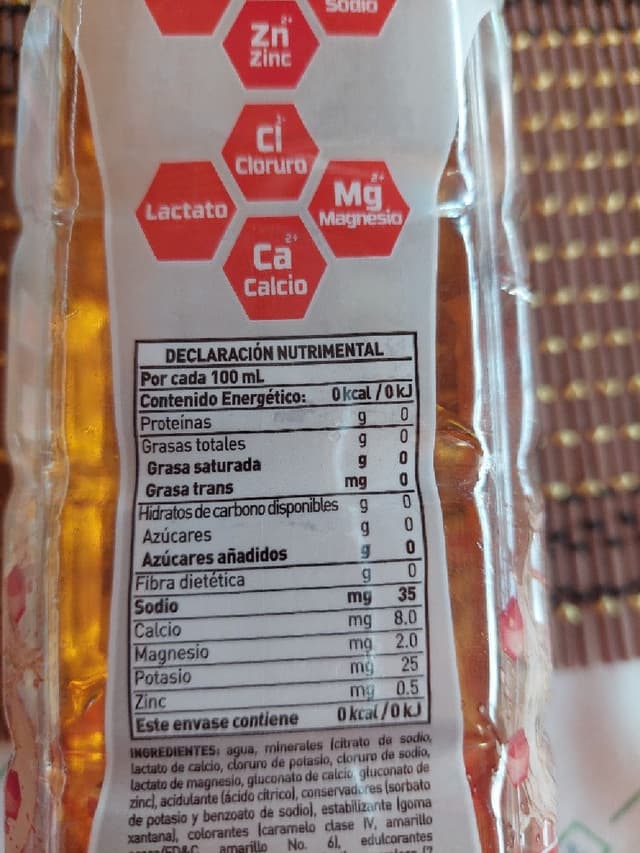 Sodio
Zn 2+
Zinc
Cl -
Cloruro
Lactato
Mg 2+
Magnesio
Ca 2+
Calcio
DECLARACIÓN NUTRIMENTAL
Por cada 100 mL
Contenido Energético: 0 kcal / 0 kJ
Proteínas g 0
Grasas totales g 0
Grasa saturada g 0
Grasa trans mg 0
Hidratos de carbono disponibles g 0
Azúcares g 0
Azúcares añadidos g 0
Fibra dietética g 0
Sodio mg 35
Calcio mg 8.0
Magnesio mg 2.0
Potasio mg 25
Zinc mg 0.5
Este envase contiene 0 kcal / 0 kJ
INGREDIENTES: agua, minerales (citrato de sodio,
lactato de calcio, cloruro de potasio, cloruro de sodio,
lactato de magnesio, gluconato de calcio, gluconato de
zinc), acidulante (ácido cítrico), conservadores (sorbato
de potasio y benzoato de sodio), estabilizante (goma
xantana), colorantes (caramelo clase IV, amarillo
amarillo No. 6), edulcorantes